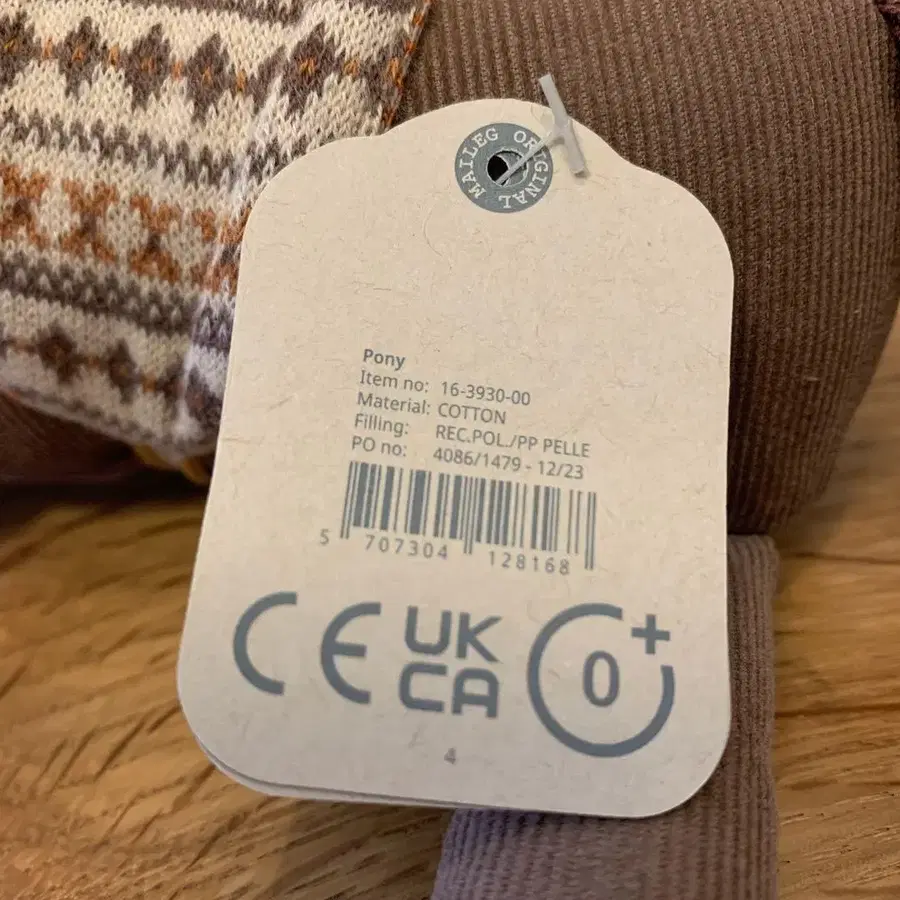 MAILEG ORIGINAL
Pony
Item no: 16-3930-00
Material: COTTON
Filling: REC.POL./PP PELLE
PO no: 4086/1479 - 12/23
5 707304 128168
CE UK
CA 0+
4